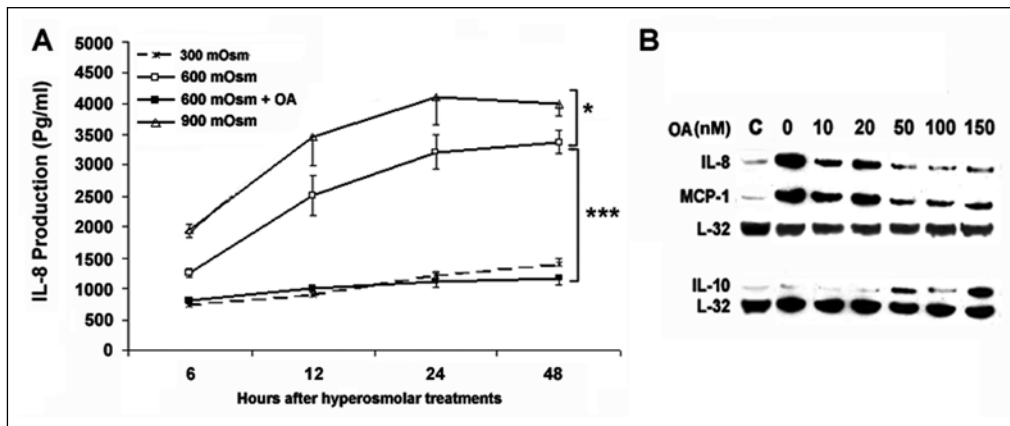 A
IL-8 Production (Pg/ml)
5000
4500
4000
3500
3000
2500
2000
1500
1000
500
0
300 mOsm
600 mOsm
600 mOsm + OA
900 mOsm
*
***
6 12 24 48
Hours after hyperosmolar treatments
B
OA (nM) C 0 10 20 50 100 150
IL-8
MCP-1
L-32
IL-10
L-32